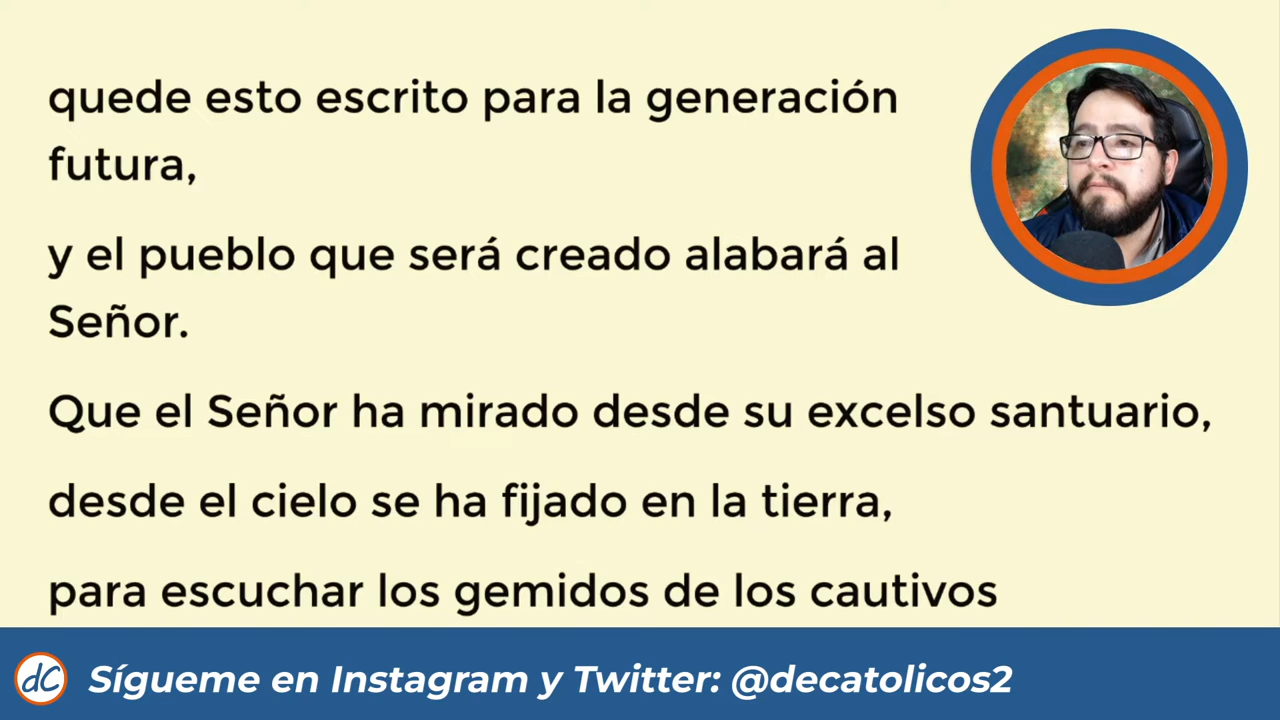 quede esto escrito para la generación
futura,
y el pueblo que será creado alabará al
Señor.
Que el Señor ha mirado desde su excelso santuario,
desde el cielo se ha fijado en la tierra,
para escuchar los gemidos de los cautivos
dC Sígueme en Instagram y Twitter: @decatolicos2